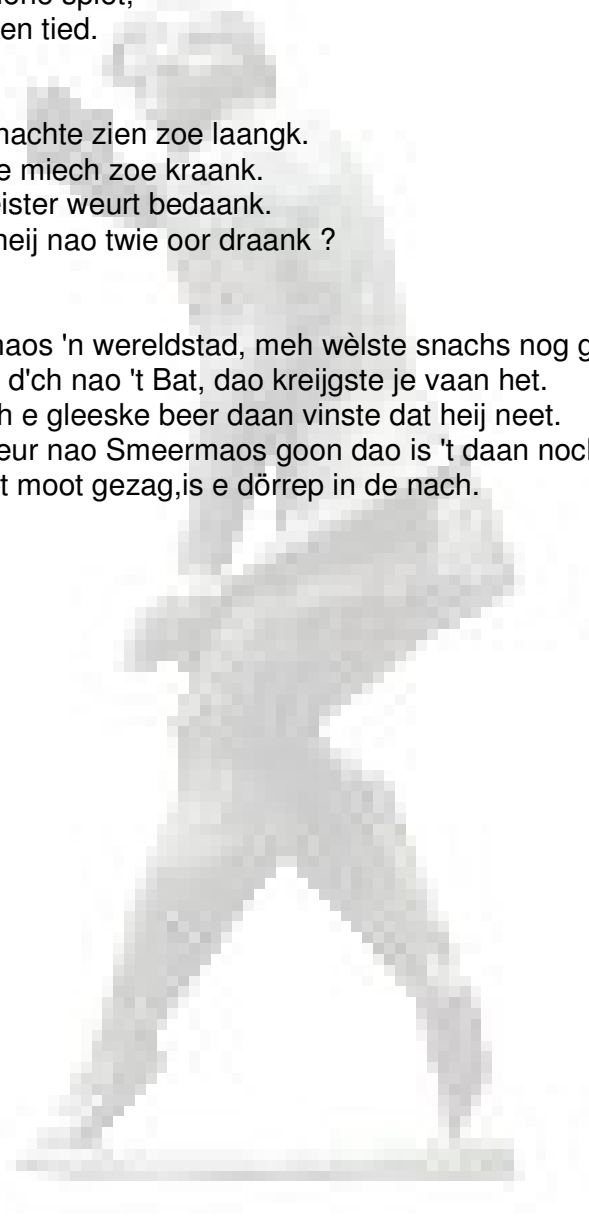 en tied.
nachte zien zoe laangk.
e miech zoe kraank.
ister weurt bedaank.
heij nao twie oor draank ?
naos 'n wereldstad, meh wèlste snachs nog g
d'ch nao 't Bat, dao kreijgste je vaan het.
h e gleeske beer daan vinste dat heij neet.
eur nao Smeermaos goon dao is 't daan noch
t moot gezag,is e dörrep in de nach.